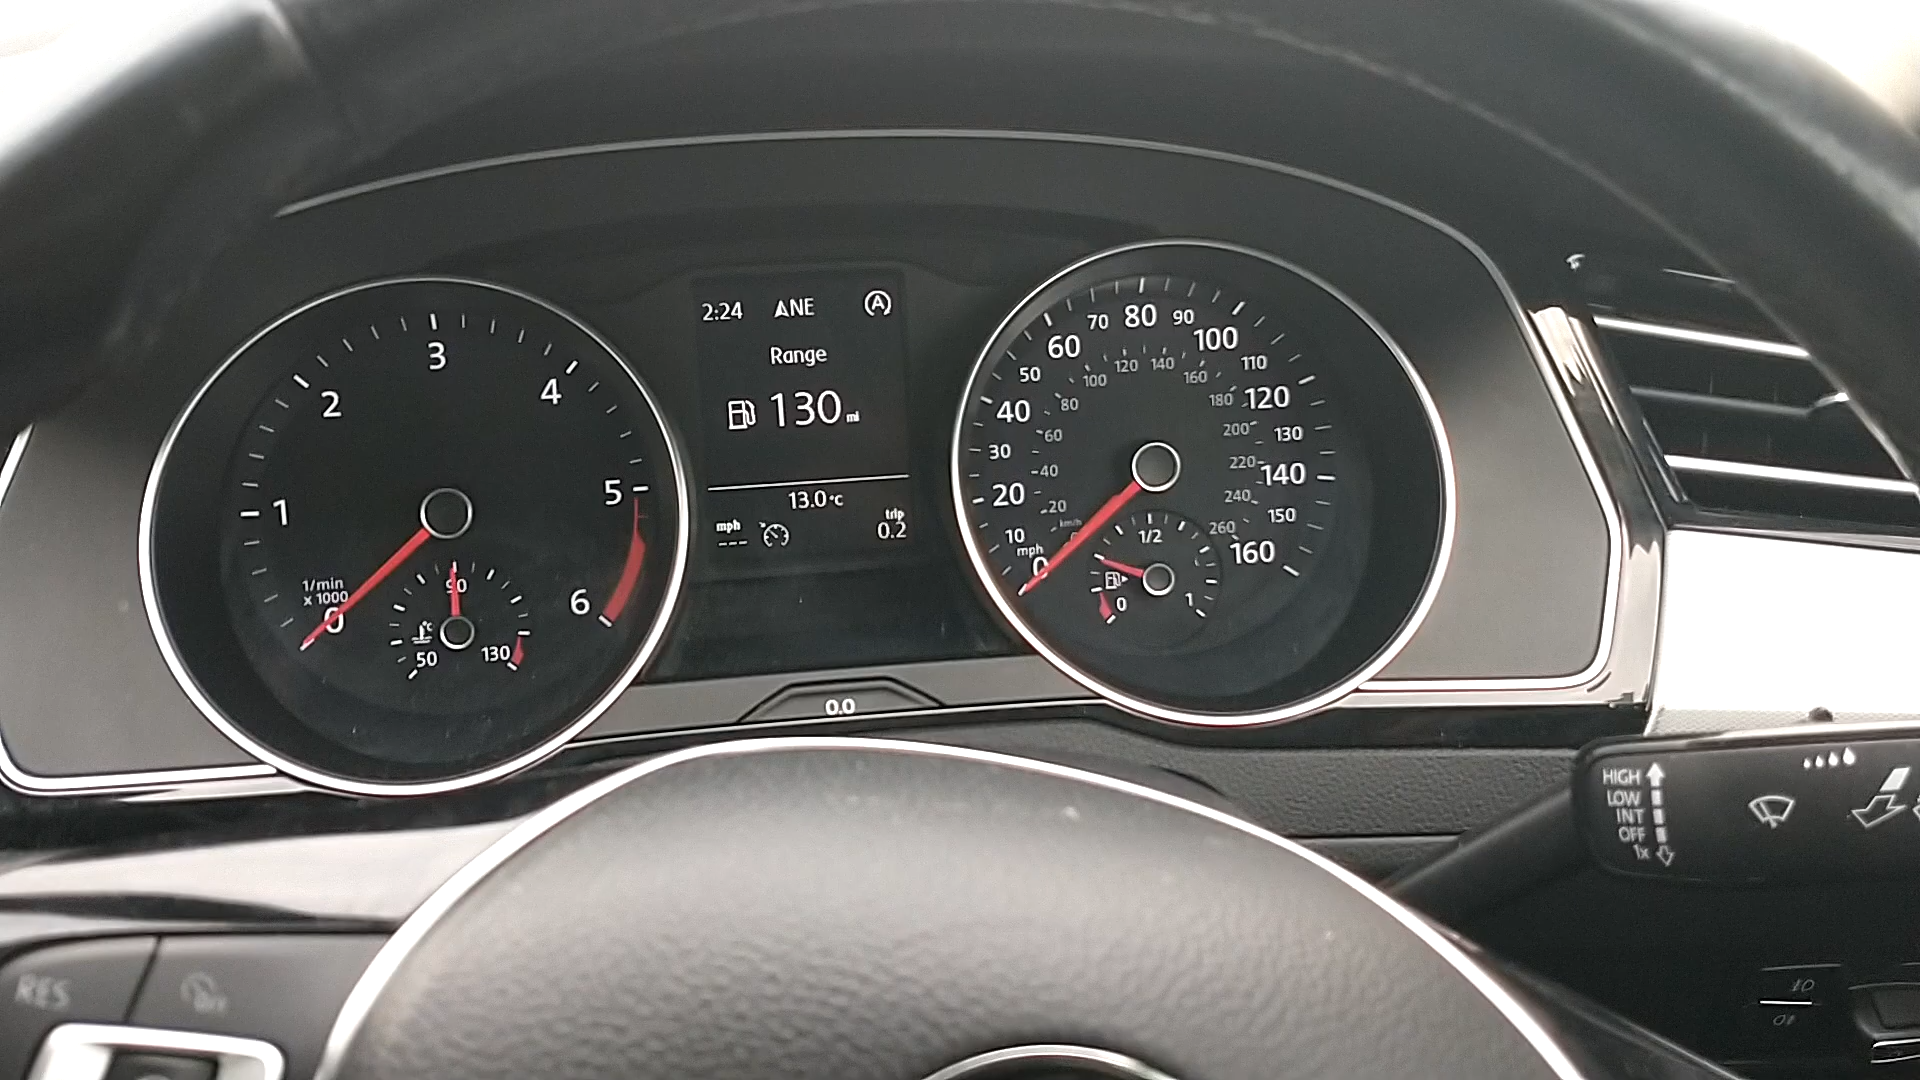 2:24 ANE
Range
130 mi
13.0°C
mph
---
trip
0.2
0.0
0
1
2
3
4
5
6
1/min
x 1000
50
90
130
°C
0
10
20
30
40
50
60
70
80
90
100
110
120
130
140
150
160
mph
km/h
20
40
60
80
100
120
140
160
180
200
220
240
260
0
1/2
1
HIGH
LOW
INT
OFF
1x
RES